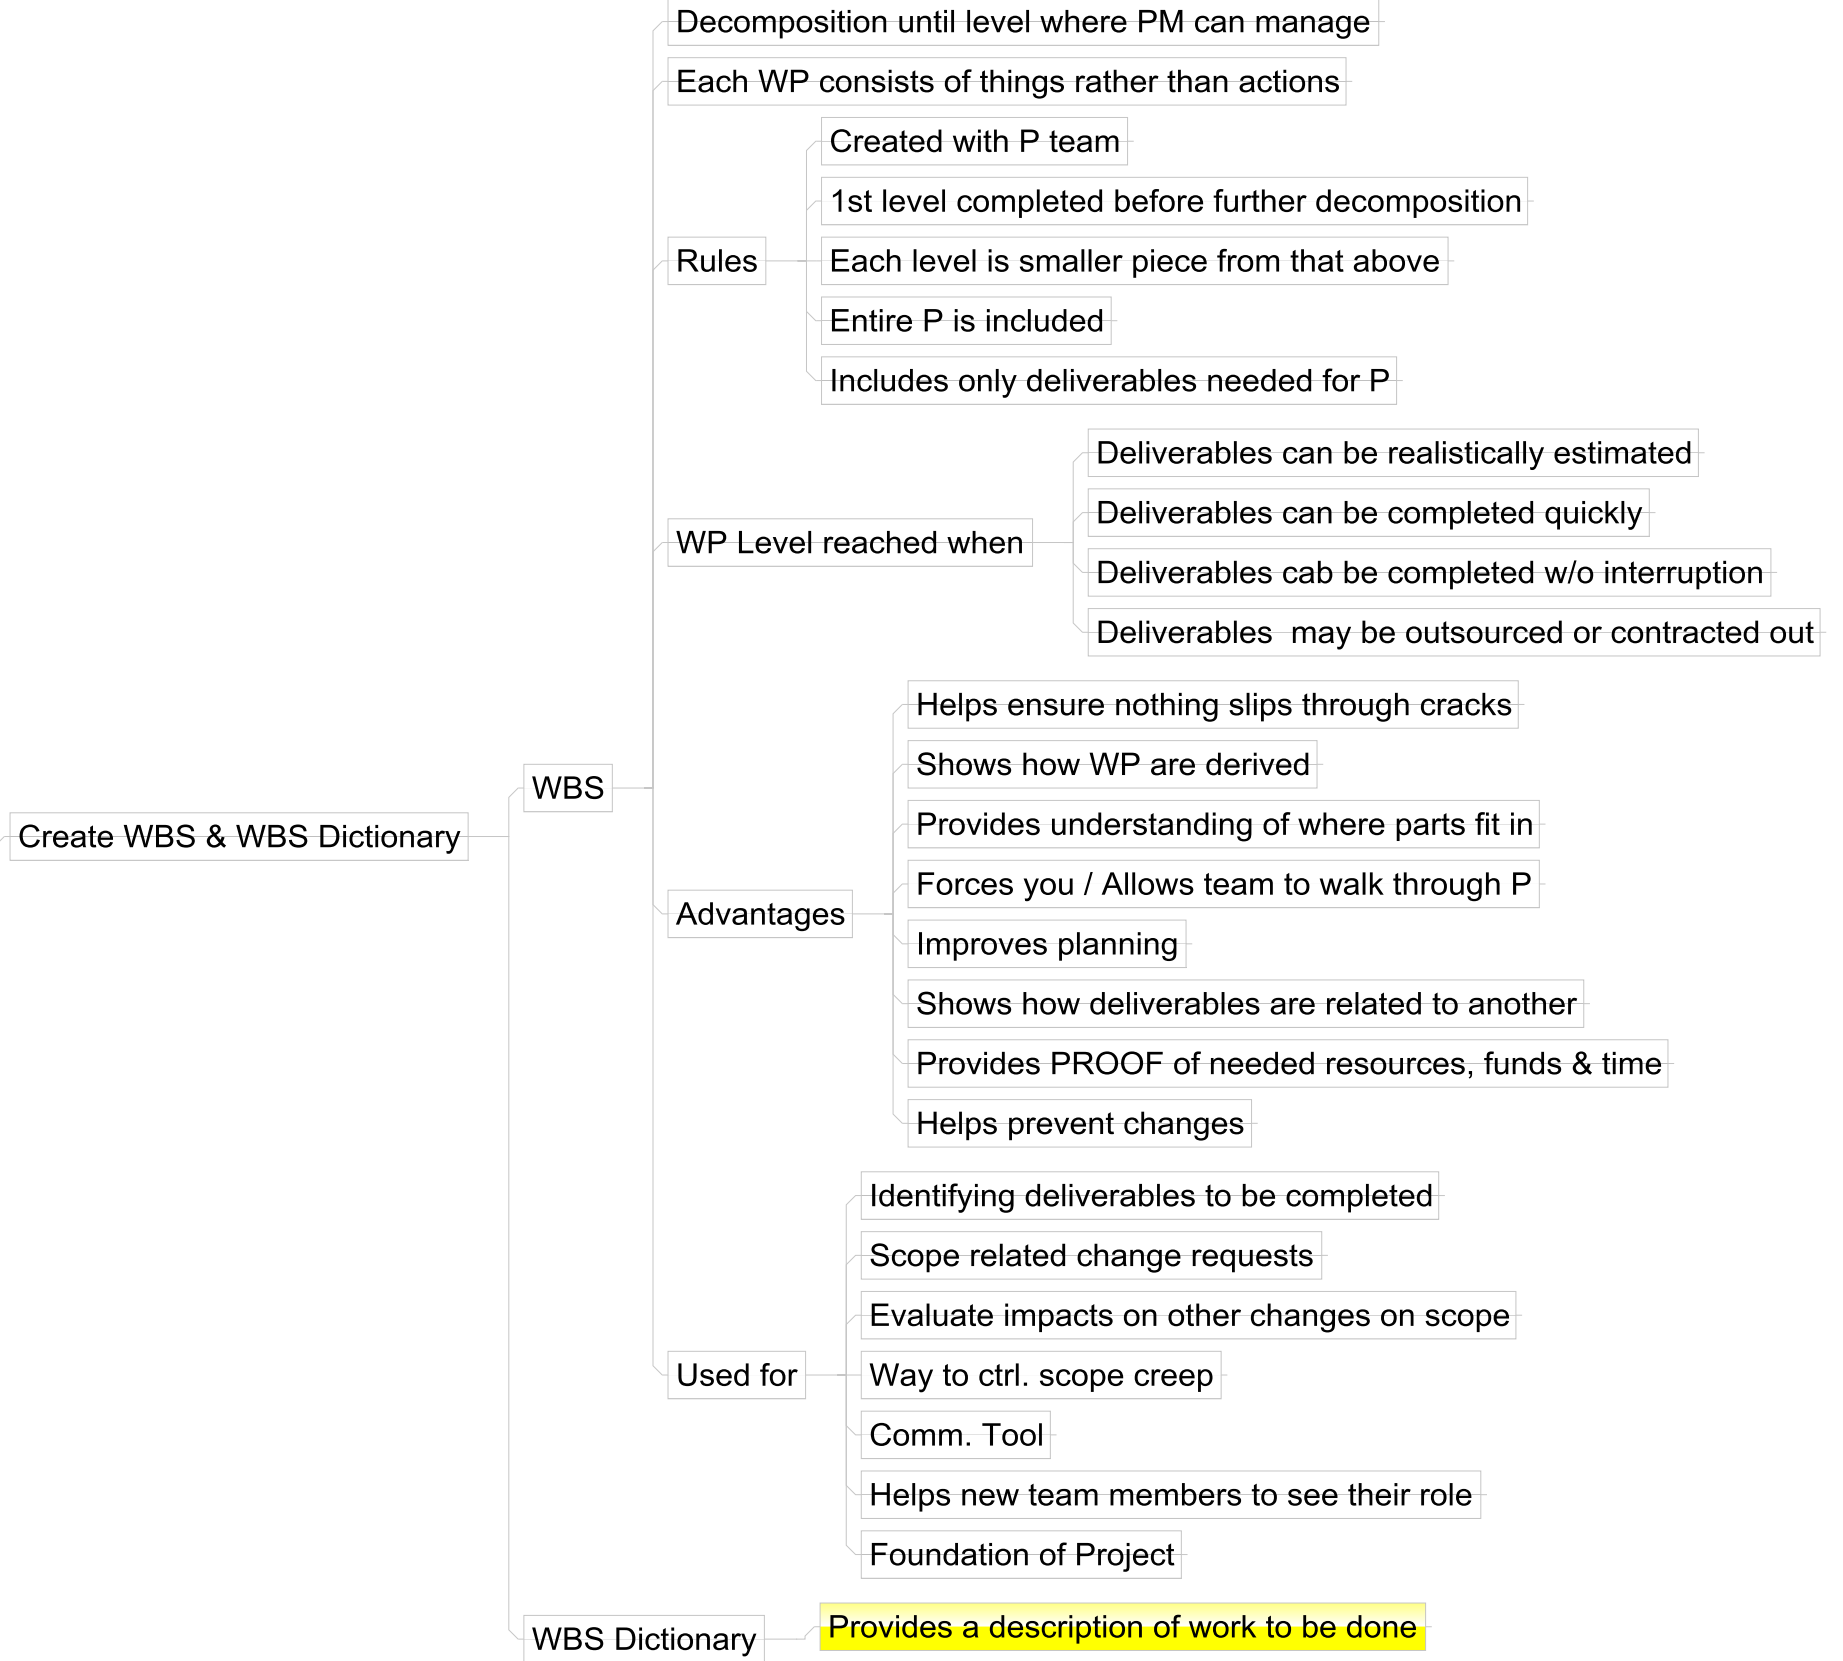 Decomposition until level where PM can manage
Each WP consists of things rather than actions
Created with P team
1st level completed before further decomposition
Rules
Each level is smaller piece from that above
Entire P is included
Includes only deliverables needed for P
Deliverables can be realistically estimated
Deliverables can be completed quickly
WP Level reached when
Deliverables cab be completed w/o interruption
Deliverables  may be outsourced or contracted out
Helps ensure nothing slips through cracks
Shows how WP are derived
WBS
Provides understanding of where parts fit in
Create WBS & WBS Dictionary
Forces you / Allows team to walk through P
Advantages
Improves planning
Shows how deliverables are related to another
Provides PROOF of needed resources, funds & time
Helps prevent changes
Identifying deliverables to be completed
Scope related change requests
Evaluate impacts on other changes on scope
Used for
Way to ctrl. scope creep
Comm. Tool
Helps new team members to see their role
Foundation of Project
WBS Dictionary
Provides a description of work to be done